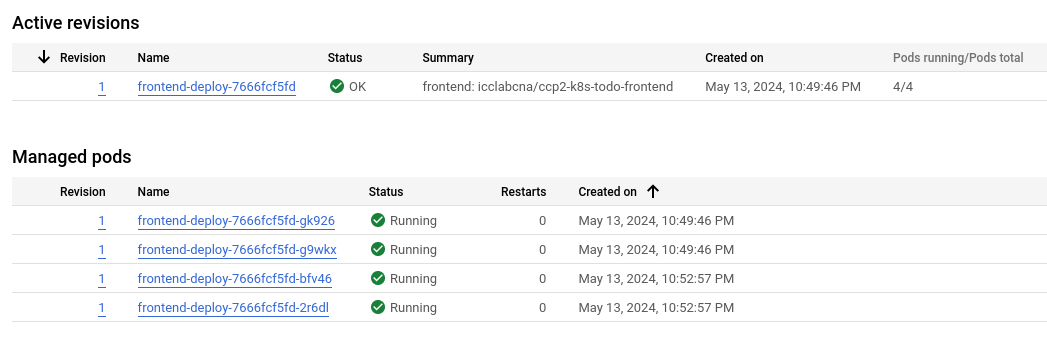 Active revisions
Revision Name Status Summary Created on Pods running/Pods total
1 frontend-deploy-7666fcf5fd OK frontend: icclabcna/ccp2-k8s-todo-frontend May 13, 2024, 10:49:46 PM 4/4
Managed pods
Revision Name Status Restarts Created on
1 frontend-deploy-7666fcf5fd-gk926 Running 0 May 13, 2024, 10:49:46 PM
1 frontend-deploy-7666fcf5fd-g9wkx Running 0 May 13, 2024, 10:49:46 PM
1 frontend-deploy-7666fcf5fd-bfv46 Running 0 May 13, 2024, 10:52:57 PM
1 frontend-deploy-7666fcf5fd-2r6dl Running 0 May 13, 2024, 10:52:57 PM